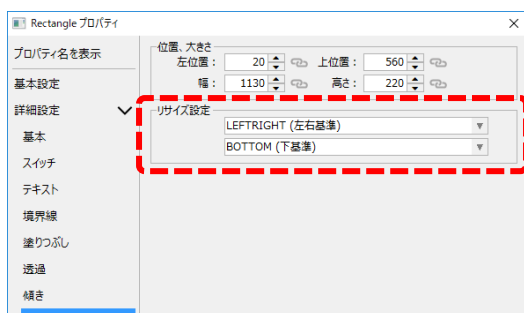 Rectangle プロパティ
プロパティ名を表示
基本設定
詳細設定
基本
スイッチ
テキスト
境界線
塗りつぶし
透過
傾き
位置、大きさ
左位置： 20 上位置： 560
幅： 1130 高さ： 220
リサイズ設定
LEFTRIGHT (左右基準)
BOTTOM (下基準)